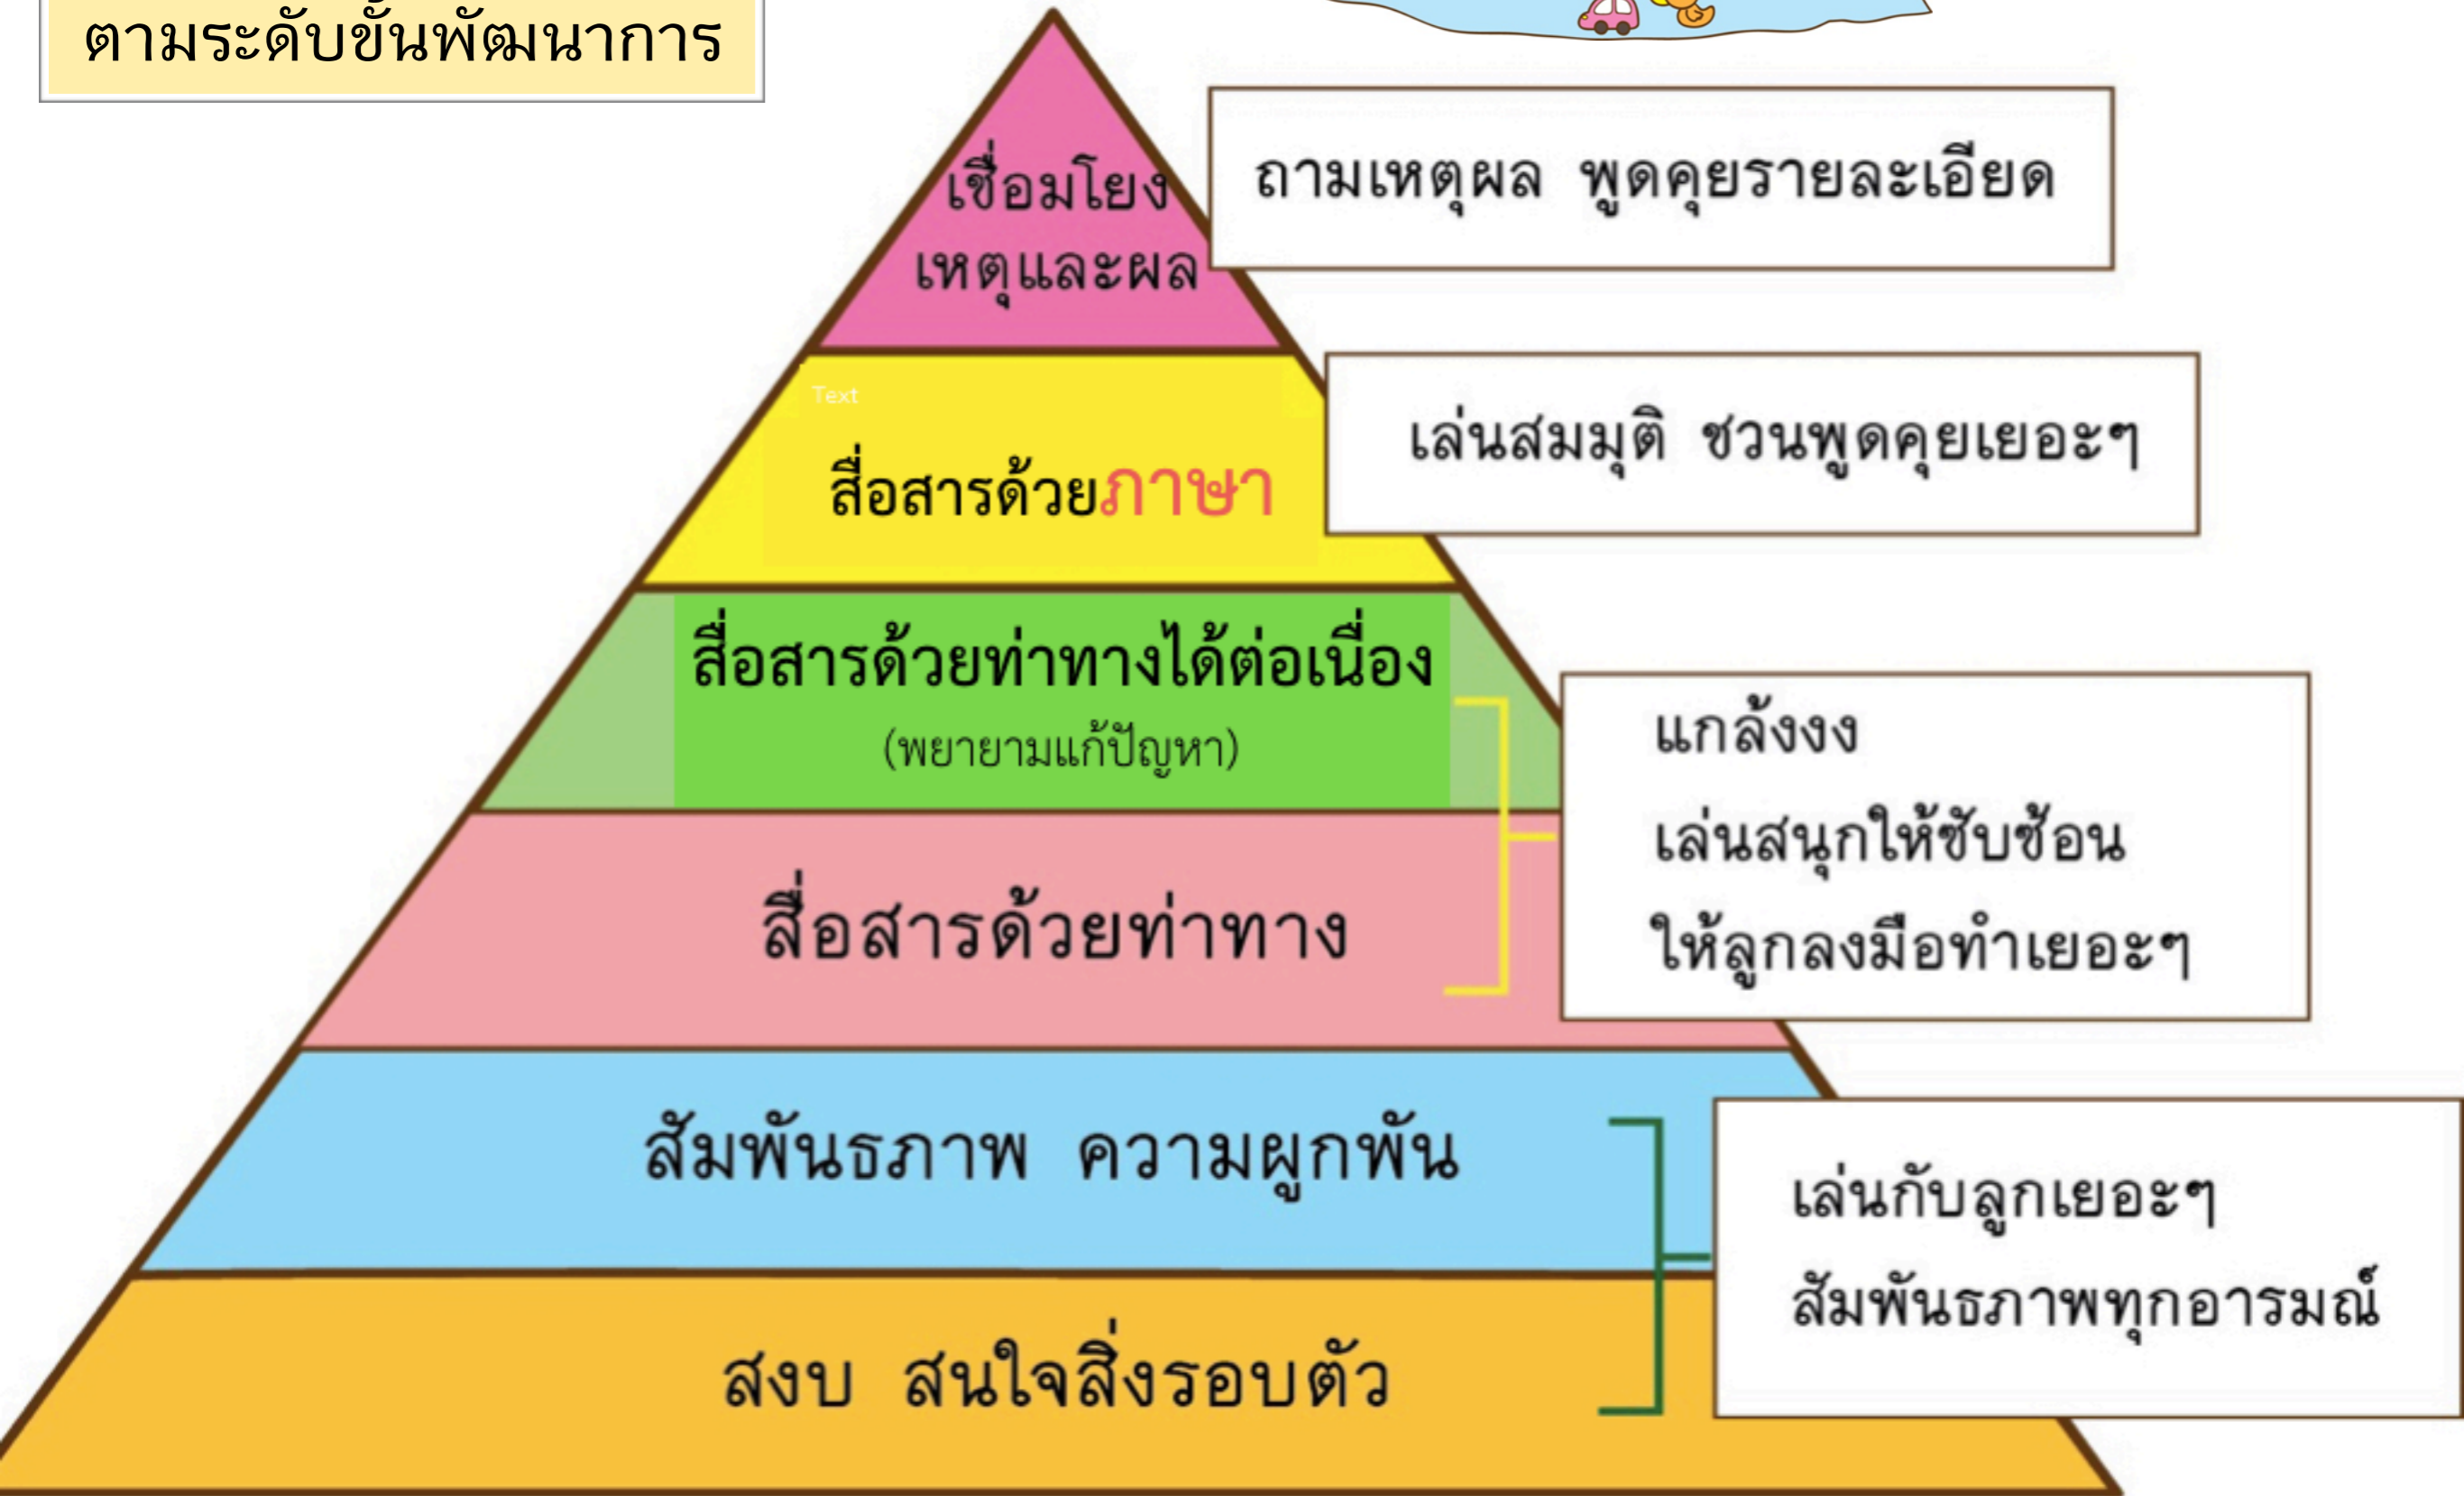 ตามระดับขั้นพัฒนาการ
เชื่อมโยง
เหตุและผล
ถามเหตุผล พูดคุยรายละเอียด
Text
สื่อสารด้วยภาษา
เล่นสมมุติ ชวนพูดคุยเยอะๆ
สื่อสารด้วยท่าทางได้ต่อเนื่อง
(พยายามแก้ปัญหา)
สื่อสารด้วยท่าทาง
แกล้งงง
เล่นสนุกให้ซับซ้อน
ให้ลูกลงมือทำเยอะๆ
สัมพันธภาพ ความผูกพัน
สงบ สนใจสิ่งรอบตัว
เล่นกับลูกเยอะๆ
สัมพันธภาพทุกอารมณ์